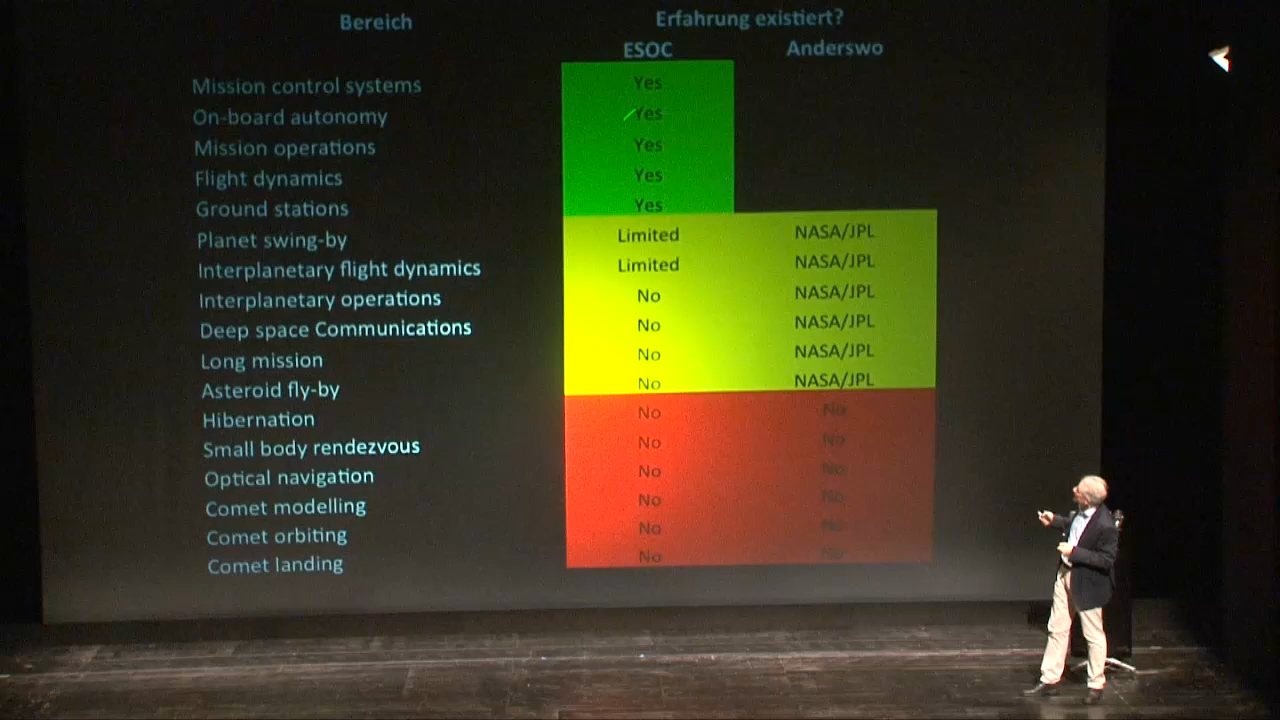 Bereich Erfahrung existiert?
ESOC Anderswo
Mission control systems Yes
On-board autonomy Yes
Mission operations Yes
Flight dynamics Yes
Ground stations Yes
Planet swing-by Limited NASA/JPL
Interplanetary flight dynamics Limited NASA/JPL
Interplanetary operations No NASA/JPL
Deep space Communications No NASA/JPL
Long mission No NASA/JPL
Asteroid fly-by No NASA/JPL
Hibernation No No
Small body rendezvous No No
Optical navigation No No
Comet modelling No No
Comet orbiting No No
Comet landing No No